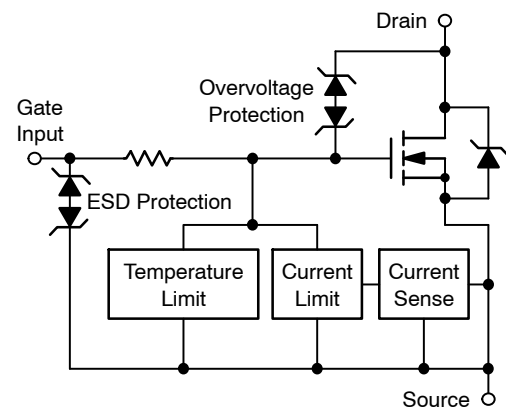 Drain
Overvoltage
Protection
Gate
Input
ESD Protection
Temperature
Limit
Current
Limit
Current
Sense
Source